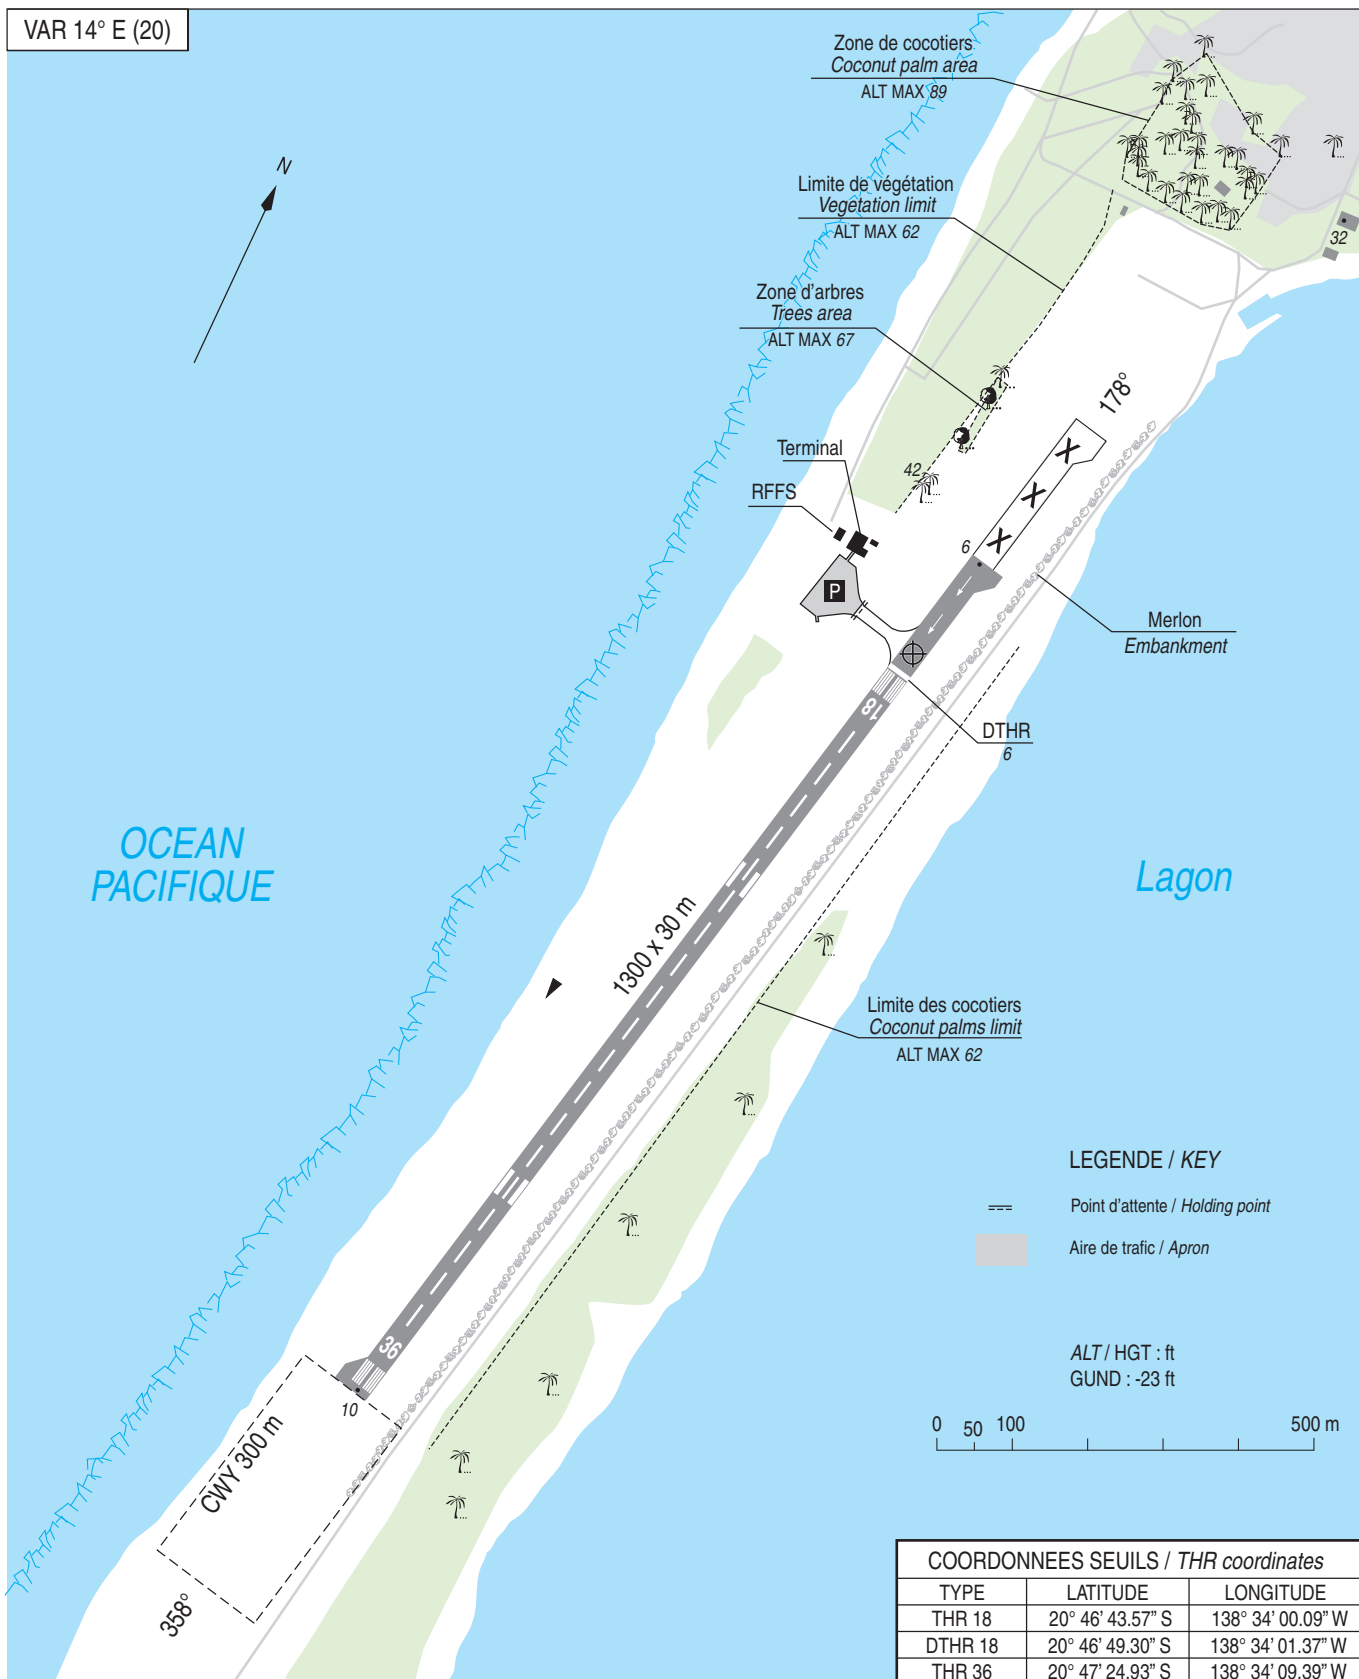 VAR 14° E (20)
Zone de cocotiers
Coconut palm area
ALT MAX 89
N
Limite de végétation
Vegetation limit
ALT MAX 62
32
Zone d'arbres
Trees area
ALT MAX 67
178°
Terminal
42
RFFS
X
X
X
6
P
Merlon
Embankment
18
DTHR
6
OCEAN
PACIFIQUE
Lagon
1300 x 30 m
Limite des cocotiers
Coconut palms limit
ALT MAX 62
LEGENDE / KEY
Point d'attente / Holding point
Aire de trafic / Apron
36
10
ALT / HGT : ft
GUND : -23 ft
CWY 300 m
0 50 100 500 m
358°
COORDONNEES SEUILS / THR coordinates
TYPE LATITUDE LONGITUDE
THR 18 20° 46' 43.57" S 138° 34' 00.09" W
DTHR 18 20° 46' 49.30" S 138° 34' 01.37" W
THR 36 20° 47' 24.93" S 138° 34' 09.39" W